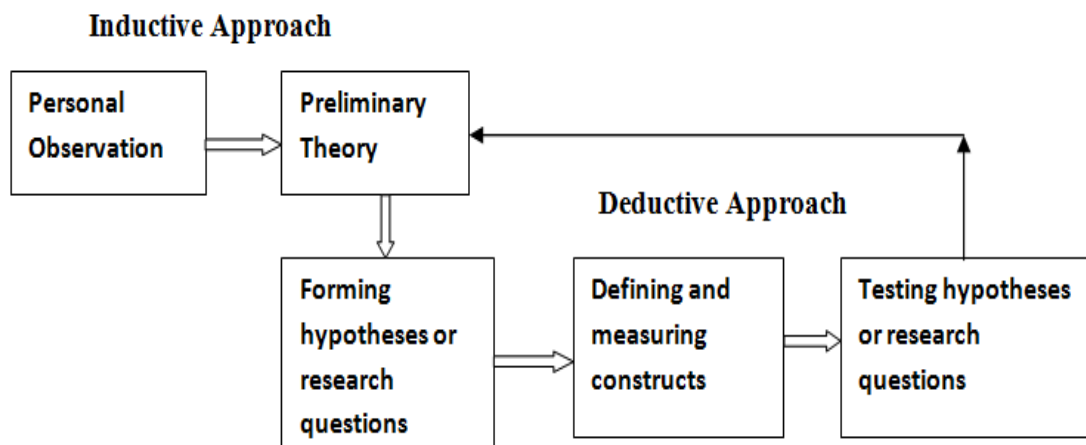 Inductive Approach
Personal
Observation
Preliminary
Theory
Deductive Approach
Forming
hypotheses or
research
questions
Defining and
measuring
constructs
Testing hypotheses
or research
questions